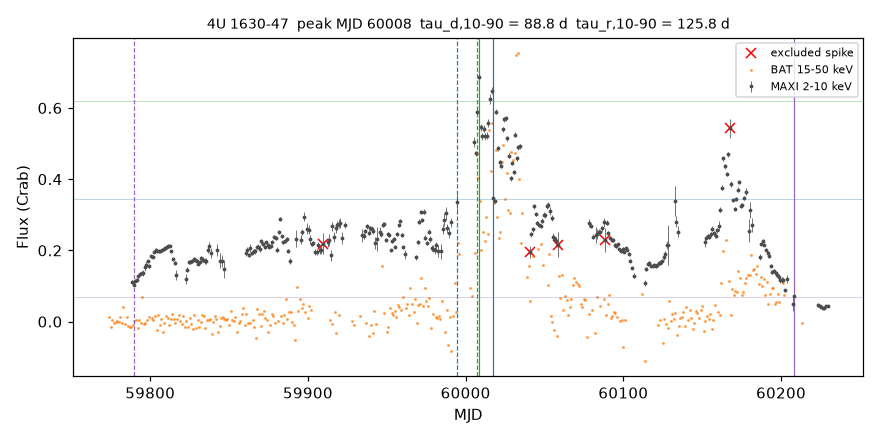 4U 1630-47  peak MJD 60008  tau_d,10-90 = 88.8 d  tau_r,10-90 = 125.8 d
excluded spike
BAT 15-50 keV
MAXI 2-10 keV
Flux (Crab)
0.6
0.4
0.2
0.0
59800
59900
60000
60100
60200
MJD